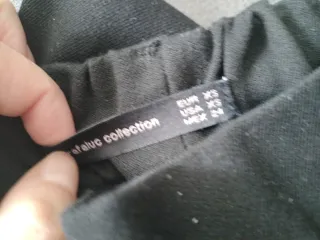 collection
EUR XS
USA XS
MEX 24